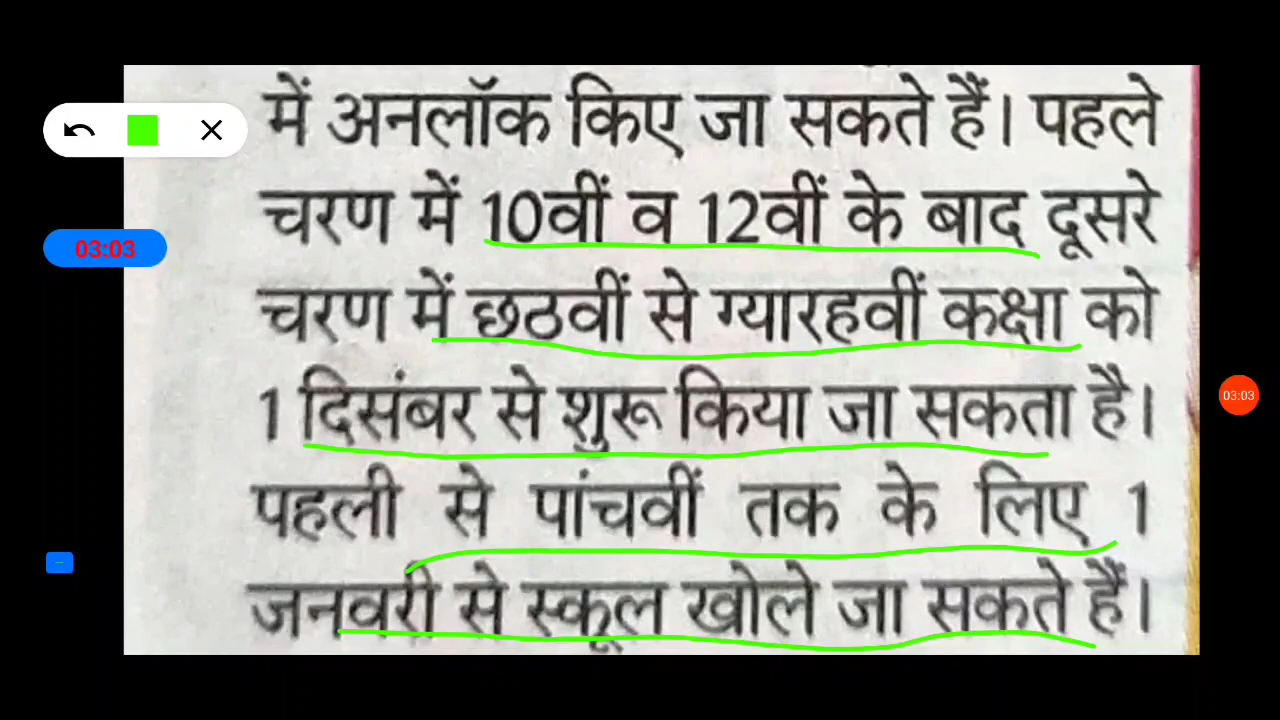 में अनलॉक किए जा सकते हैं। पहले
चरण में 10वीं व 12वीं के बाद दूसरे
03:03
चरण में छठवीं से ग्यारहवीं कक्षा को
1 दिसंबर से शुरू किया जा सकता है।
03:03
पहली से पांचवीं तक के लिए 1
जनवरी से स्कूल खोले जा सकते हैं।